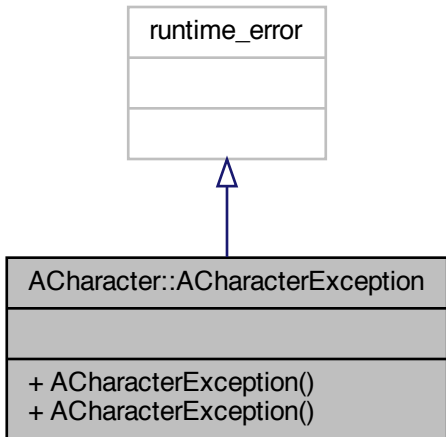 runtime_error
ACharacter::ACharacterException
+ ACharacterException()
+ ACharacterException()